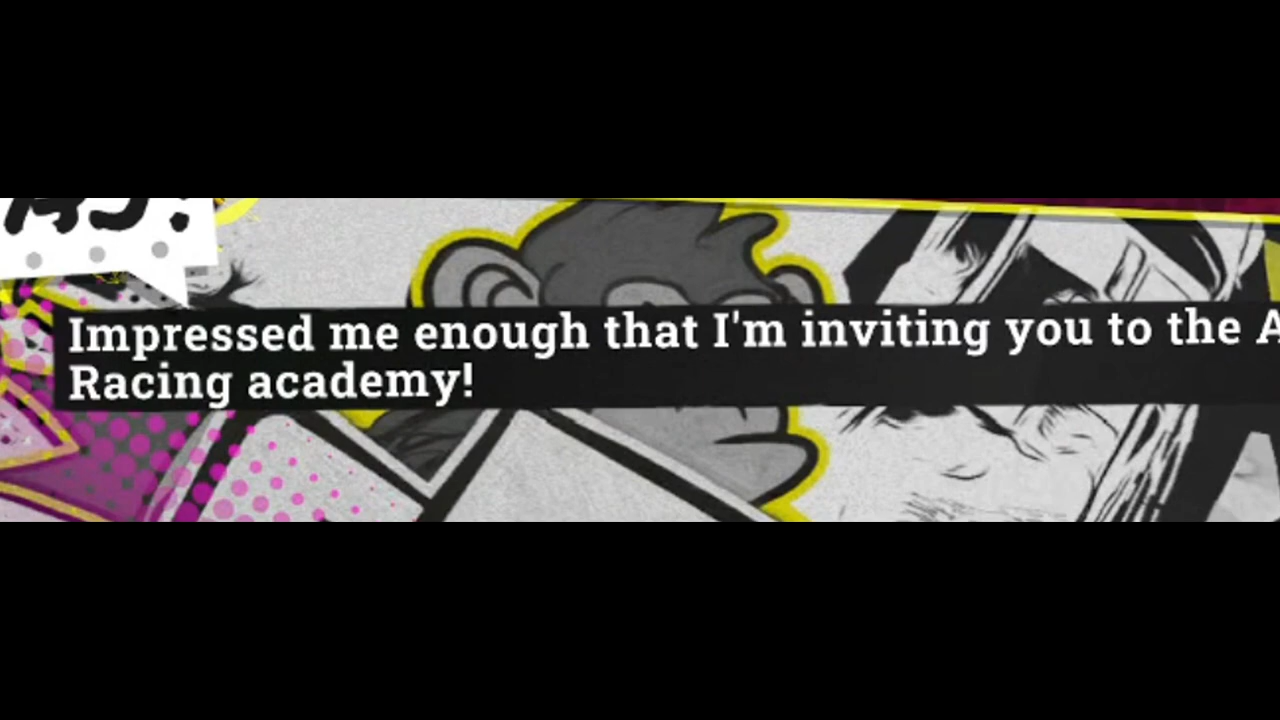 Impressed me enough that I'm inviting you to the
Racing academy!